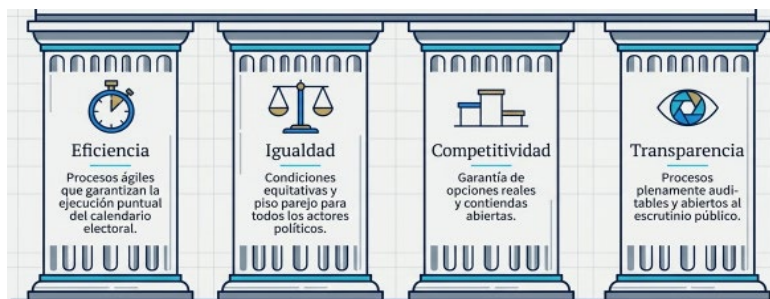 Eficiencia
Procesos ágiles
que garantizan la
ejecución puntual
del calendario
electoral.
Igualdad
Condiciones
equitativas y
piso parejo para
todos los actores
políticos.
Competitividad
Garantía de
opciones reales
y contiendas
abiertas.
Transparencia
Procesos
plenamente audi-
tables y abiertos al
escrutinio público.